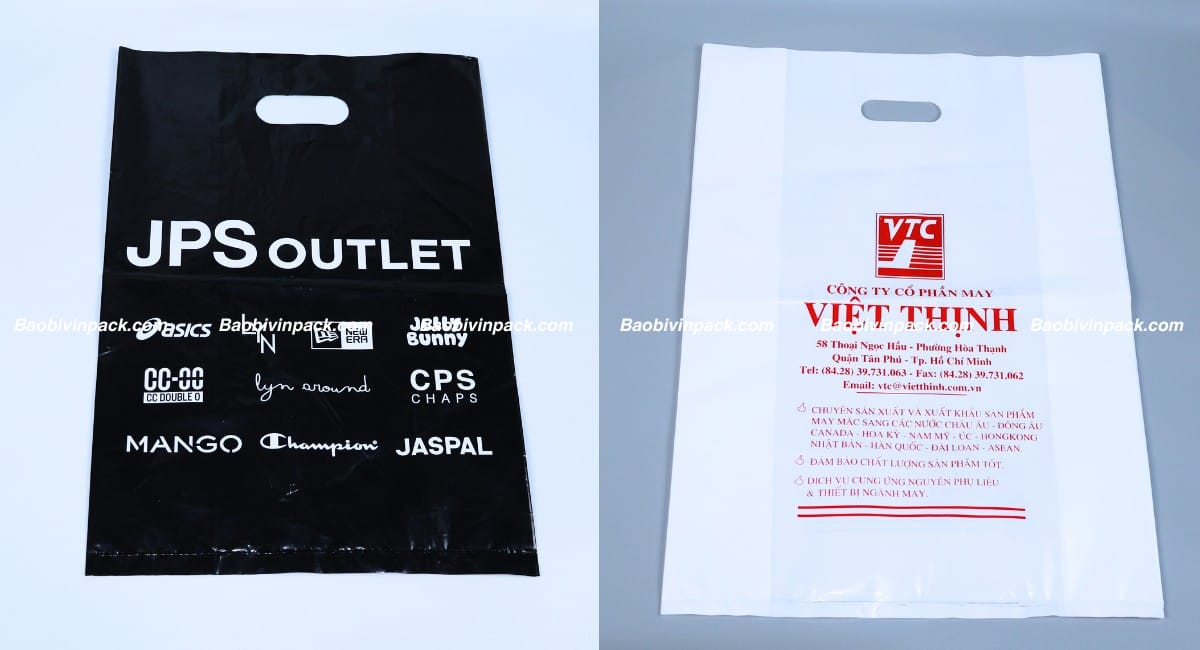 JPS OUTLET
asics LYN NEW ERA Jelly Bunny
CC-OO
CC DOUBLE O
lyn around
CPS
CHAPS
MANGO Champion JASPAL
Baobivinpack.com Baobivinpack.com
VTC
CÔNG TY CỔ PHẦN MAY
VIỆT THỊNH
Baobivinpack.com Baobivinpack.com Baobivinpack.com
58 Thoại Ngọc Hầu - Phường Hòa Thạnh
Quận Tân Phú - Tp. Hồ Chí Minh
Tel: (84.28) 39.731.063 - Fax: (84.28) 39.731.062
Email: vtc@vietthinh.com.vn
CHUYÊN SẢN XUẤT VÀ XUẤT KHẨU SẢN PHẨM
MAY MẶC SANG CÁC NƯỚC CHÂU ÂU - ĐÔNG ÂU
CANADA - HOA KỲ - NAM MỸ - ÚC - HONGKONG
NHẬT BẢN - HÀN QUỐC - ĐÀI LOAN - ASEAN.
ĐẢM BẢO CHẤT LƯỢNG SẢN PHẨM TỐT.
DỊCH VỤ CUNG ỨNG NGUYÊN PHỤ LIỆU
& THIẾT BỊ NGÀNH MAY.